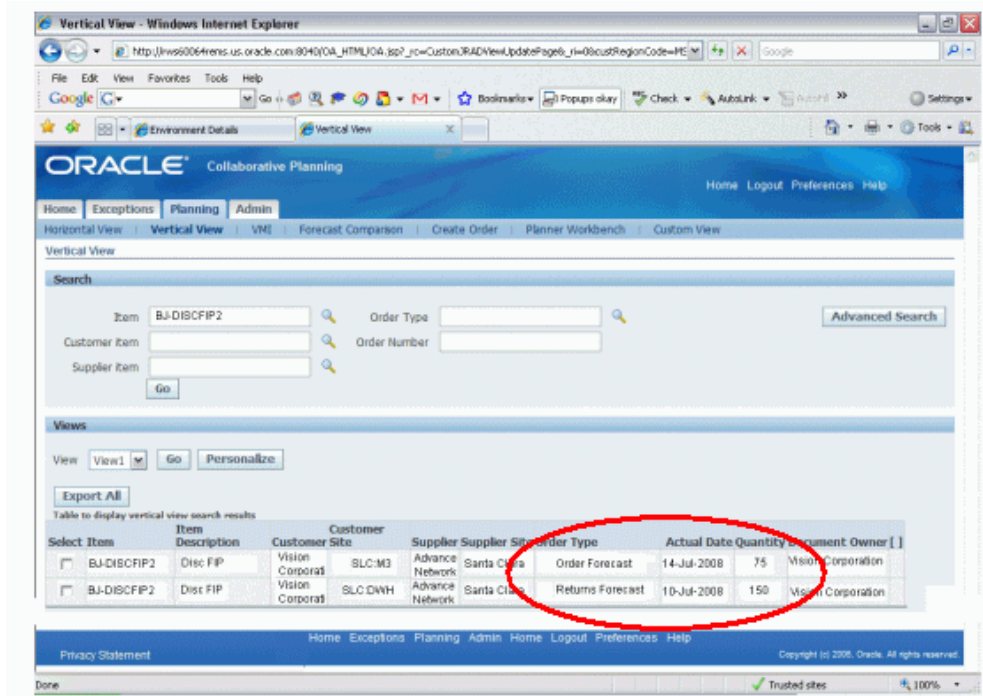 Vertical View - Windows Internet Explorer
File Edit View Favorites Tools Help
Google Go Bookmarks Popups okay Check AutoLink Settings
Environment Details Vertical View Tools
ORACLE Collaborative Planning
Home Logout Preferences Help
Home Exceptions Planning Admin
Horizontal View Vertical View VMI Forecast Comparison Create Order Planner Workbench Custom View
Vertical View
Search
Item BJ-DISCFIP2 Order Type Advanced Search
Customer Item Order Number
Supplier Item
Go
Views
View View1 Go Personalize
Export All
Table to display vertical view search results
Select Item Item Description Customer Customer Site Supplier Supplier Site Order Type Actual Date Quantity Document Owner [ ]
BJ-DISCFIP2 Disc FIP Vision Corporati SLC:M3 Advance Network Santa Clara Order Forecast 14-Jul-2008 75 Vision Corporation
BJ-DISCFIP2 Disc FIP Vision Corporati SLC:DWH Advance Network Santa Clara Returns Forecast 10-Jul-2008 150 Vision Corporation
Home Exceptions Planning Admin Home Logout Preferences Help
Privacy Statement Copyright (c) 2006, Oracle. All rights reserved.
Done Trusted sites 100%